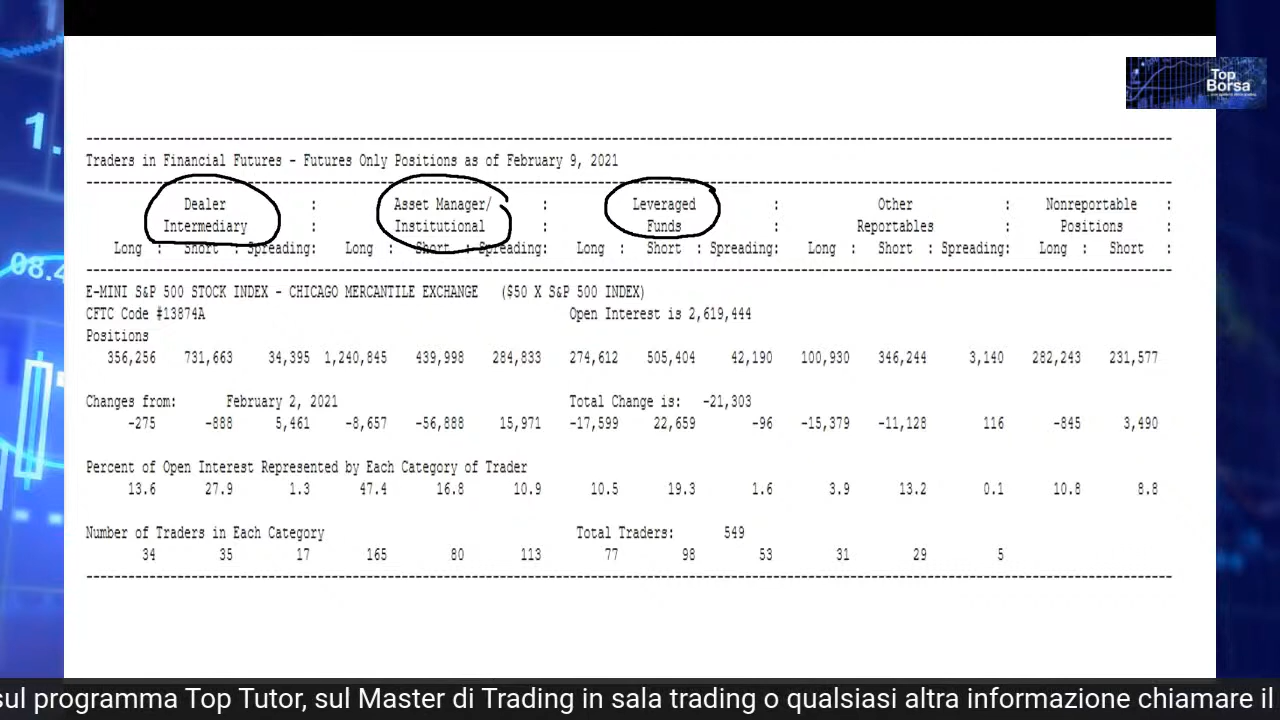 Top
Borsa
Traders in Financial Futures - Futures Only Positions as of February 9, 2021
Dealer : Asset Manager/ : Leveraged : Other : Nonreportable :
Intermediary : Institutional : Funds : Reportables : Positions :
Long : Short : Spreading: Long : Short : Spreading: Long : Short : Spreading: Long : Short : Spreading: Long : Short :
E-MINI S&P 500 STOCK INDEX - CHICAGO MERCANTILE EXCHANGE ($50 X S&P 500 INDEX)
CFTC Code #13874A Open Interest is 2,619,444
Positions
356,256 731,663 34,395 1,240,845 439,998 284,833 274,612 505,404 42,190 100,930 346,244 3,140 282,243 231,577
Changes from: February 2, 2021 Total Change is: -21,303
-275 -888 5,461 -8,657 -56,888 15,971 -17,599 22,659 -96 -15,379 -11,128 116 -845 3,490
Percent of Open Interest Represented by Each Category of Trader
13.6 27.9 1.3 47.4 16.8 10.9 10.5 19.3 1.6 3.9 13.2 0.1 10.8 8.8
Number of Traders in Each Category Total Traders: 549
34 35 17 165 80 113 77 98 53 31 29 5
1.
08.4
sul programma Top Tutor, sul Master di Trading in sala trading o qualsiasi altra informazione chiamare il